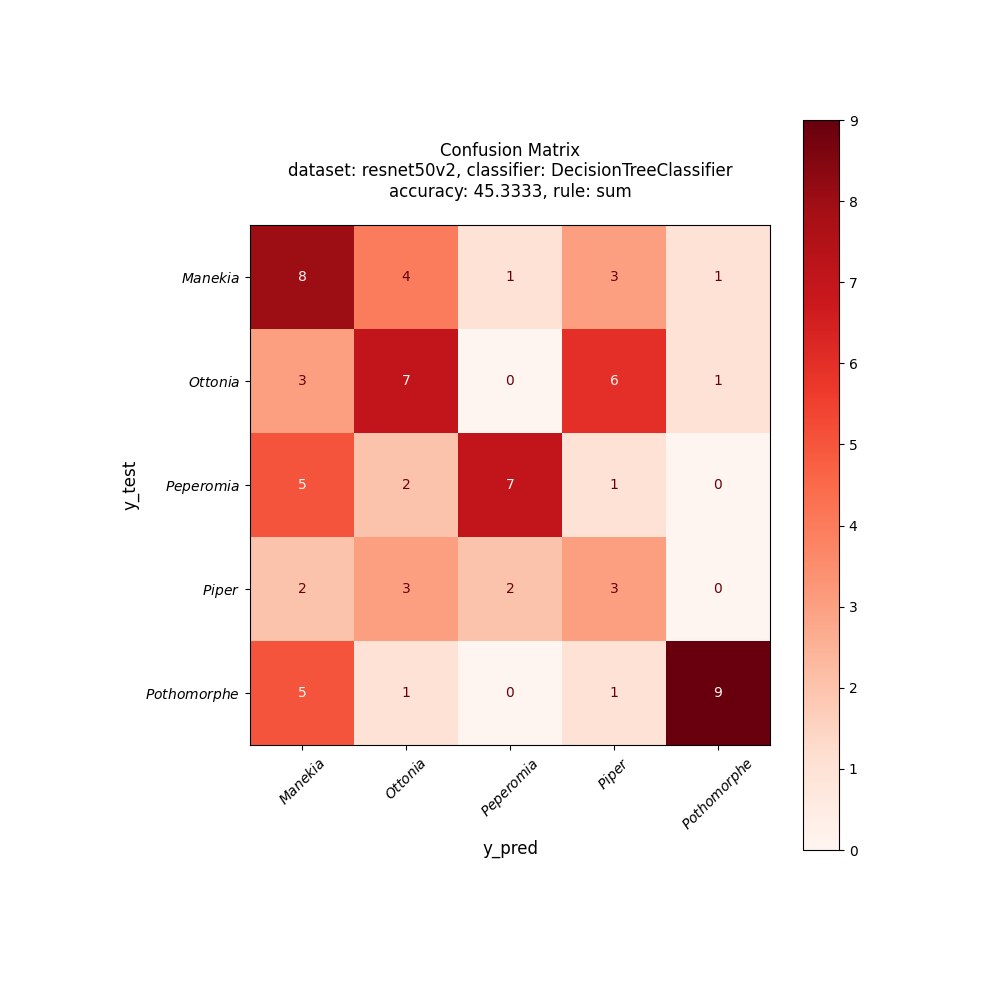 Confusion Matrix
dataset: resnet50v2, classifier: DecisionTreeClassifier
accuracy: 45.3333, rule: sum
y_test
Manekia 8 4 1 3 1
Ottonia 3 7 0 6 1
Peperomia 5 2 7 1 0
Piper 2 3 2 3 0
Pothomorphe 5 1 0 1 9
Manekia Ottonia Peperomia Piper Pothomorphe
y_pred
9
8
7
6
5
4
3
2
1
0